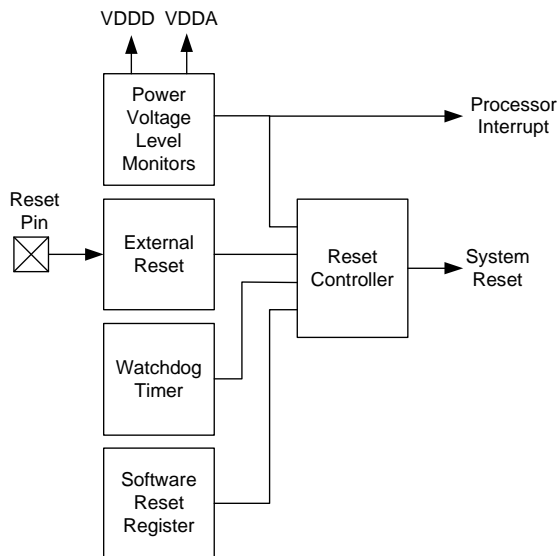 VDDD VDDA
Power
Voltage
Level
Monitors
Processor
Interrupt
Reset
Pin
External
Reset
Reset
Controller
System
Reset
Watchdog
Timer
Software
Reset
Register